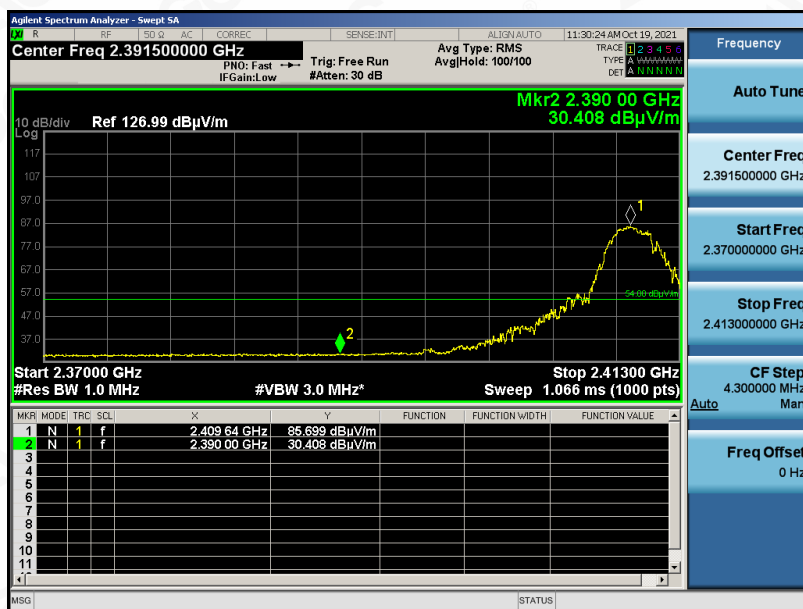 Agilent Spectrum Analyzer - Swept SA
LXI R RF 50 Ω AC CORREC SENSE:INT ALIGN AUTO 11:30:24 AM Oct 19, 2021
Center Freq 2.391500000 GHz
PNO: Fast
IFGain:Low
Trig: Free Run
#Atten: 30 dB
Avg Type: RMS
Avg|Hold: 100/100
TRACE 1 2 3 4 5 6
TYPE A WWWWW
DET A N N N N N
Mkr2 2.390 00 GHz
30.408 dBµV/m
10 dB/div Ref 126.99 dBµV/m
Log
117
107
97.0
87.0
77.0
67.0
57.0
47.0
37.0
1
54.00 dBµV/m
2
Start 2.37000 GHz Stop 2.41300 GHz
#Res BW 1.0 MHz #VBW 3.0 MHz* Sweep 1.066 ms (1000 pts)
MKR MODE TRC SCL X Y FUNCTION FUNCTION WIDTH FUNCTION VALUE
1 N 1 f 2.409 64 GHz 85.699 dBµV/m
2 N 1 f 2.390 00 GHz 30.408 dBµV/m
3
4
5
6
7
8
9
10
11
MSG STATUS
Frequency
Auto Tune
Center Freq
2.391500000 GHz
Start Freq
2.370000000 GHz
Stop Freq
2.413000000 GHz
CF Step
4.300000 MHz
Auto Man
Freq Offset
0 Hz